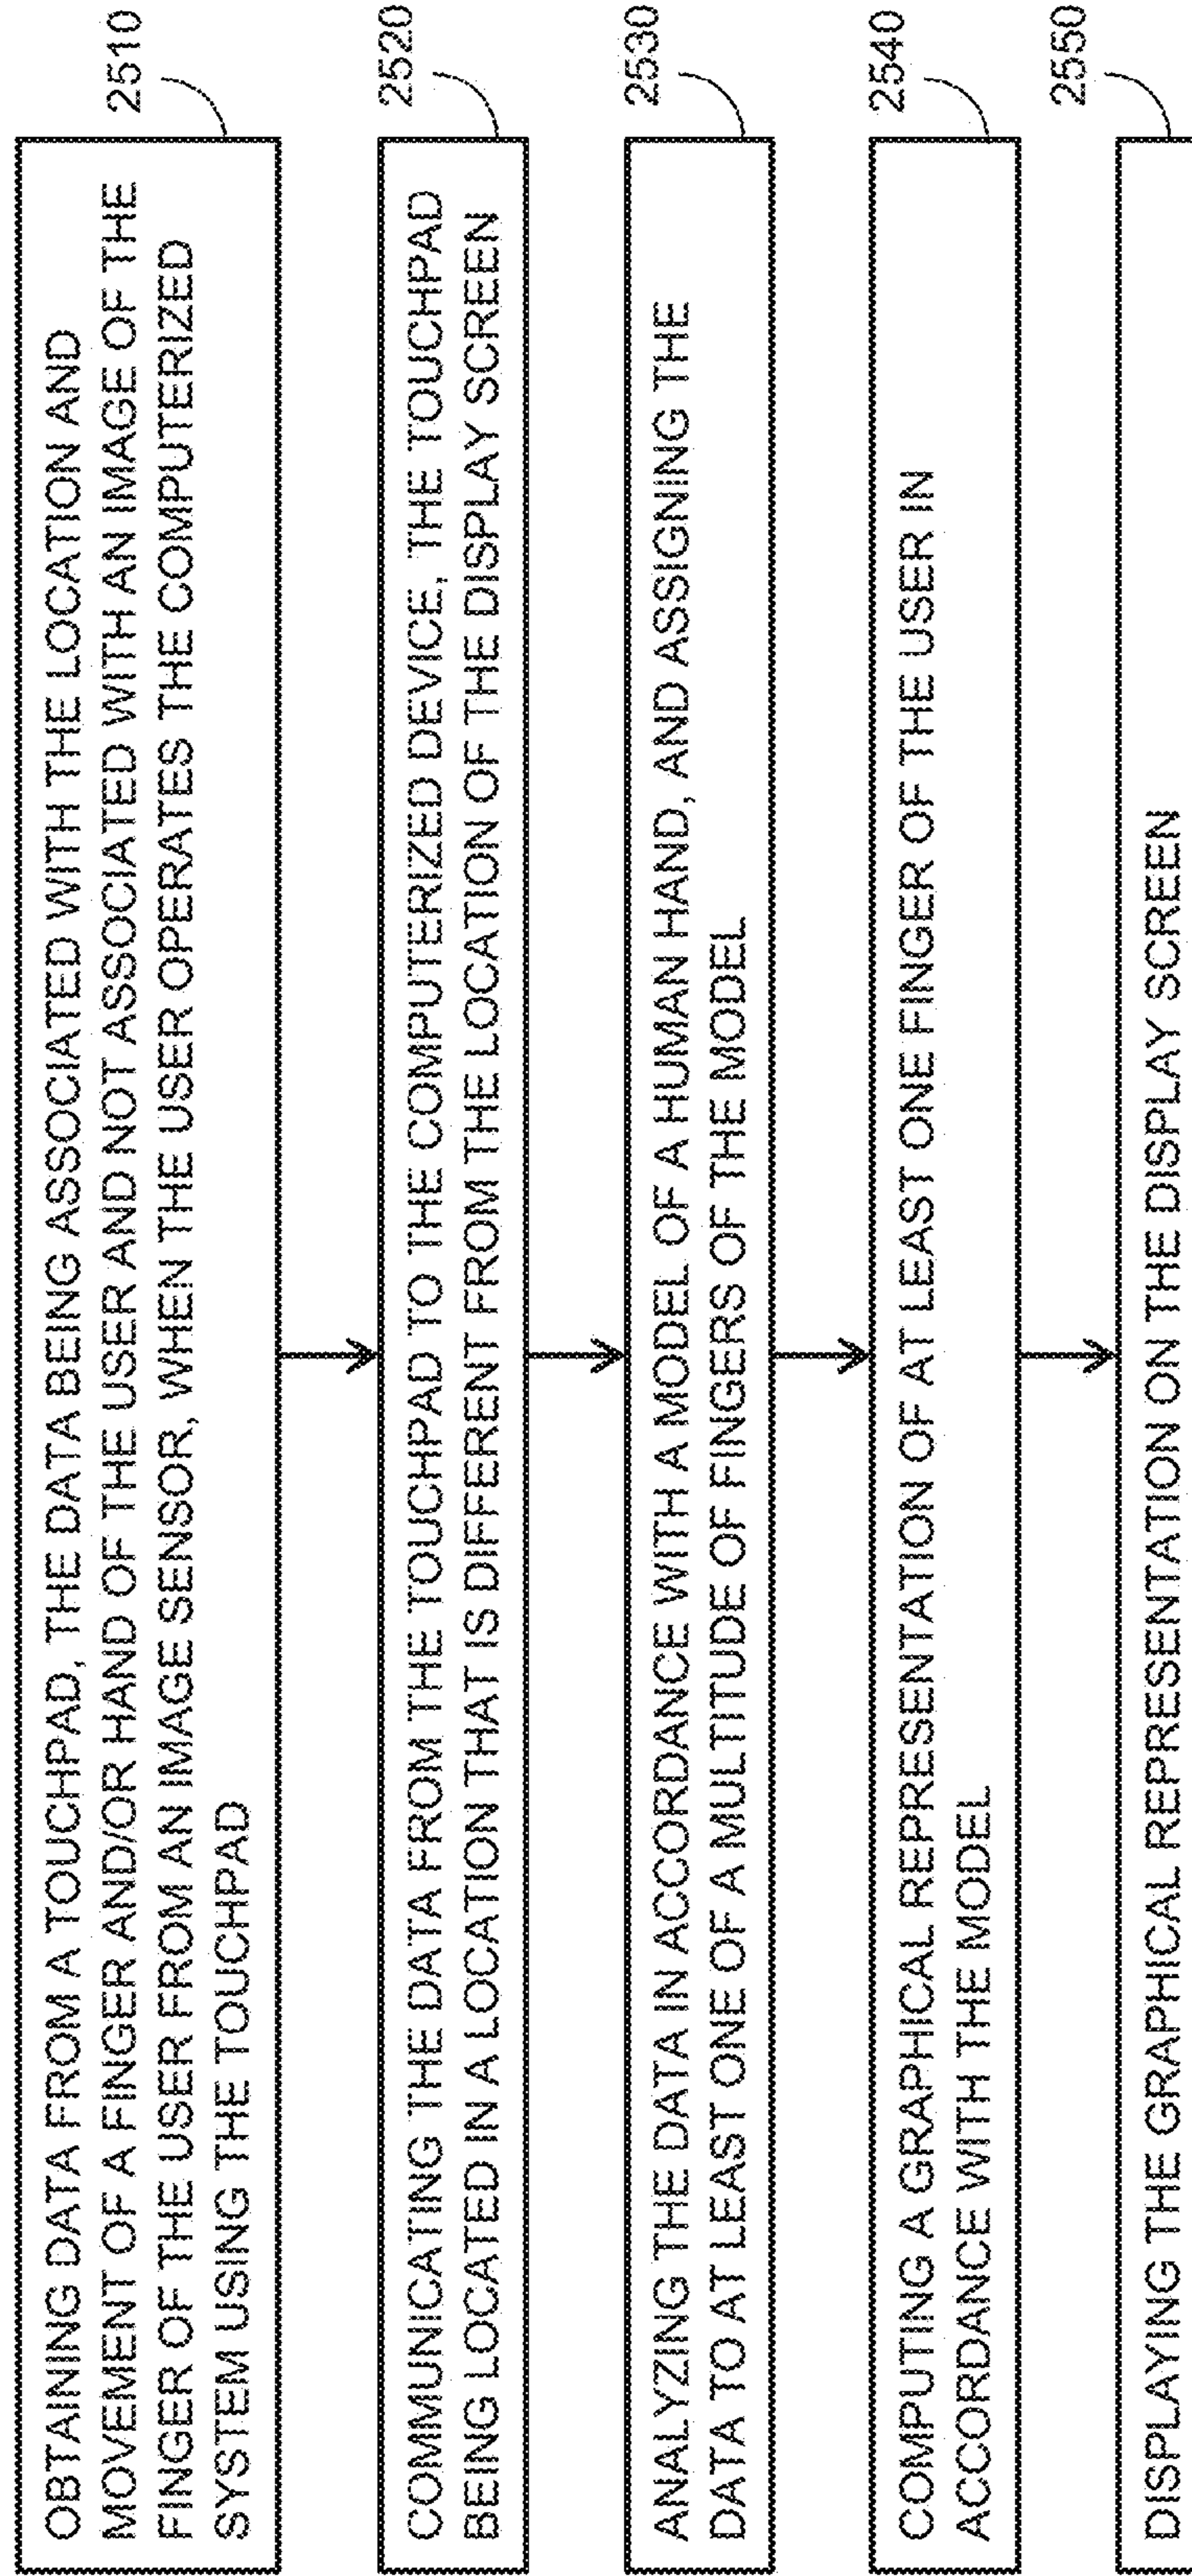 OBTAINING DATA FROM A TOUCHPAD, THE DATA BEING ASSOCIATED WITH THE LOCATION AND
MOVEMENT OF A FINGER AND/OR HAND OF THE USER AND NOT ASSOCIATED WITH AN IMAGE OF THE
FINGER OF THE USER FROM AN IMAGE SENSOR, WHEN THE USER OPERATES THE COMPUTERIZED
SYSTEM USING THE TOUCHPAD
2510
COMMUNICATING THE DATA FROM THE TOUCHPAD TO THE COMPUTERIZED DEVICE, THE TOUCHPAD
BEING LOCATED IN A LOCATION THAT IS DIFFERENT FROM THE LOCATION OF THE DISPLAY SCREEN
2520
ANALYZING THE DATA IN ACCORDANCE WITH A MODEL OF A HUMAN HAND, AND ASSIGNING THE
DATA TO AT LEAST ONE OF A MULTITUDE OF FINGERS OF THE MODEL
2530
COMPUTING A GRAPHICAL REPRESENTATION OF AT LEAST ONE FINGER OF THE USER IN
ACCORDANCE WITH THE MODEL
2540
DISPLAYING THE GRAPHICAL REPRESENTATION ON THE DISPLAY SCREEN
2550